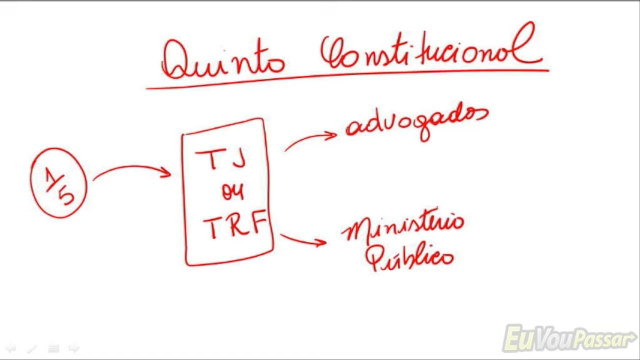 Quinto Constitucional
1/5
TJ
ou
TRF
advogados
Ministério
Público
EuVouPassar